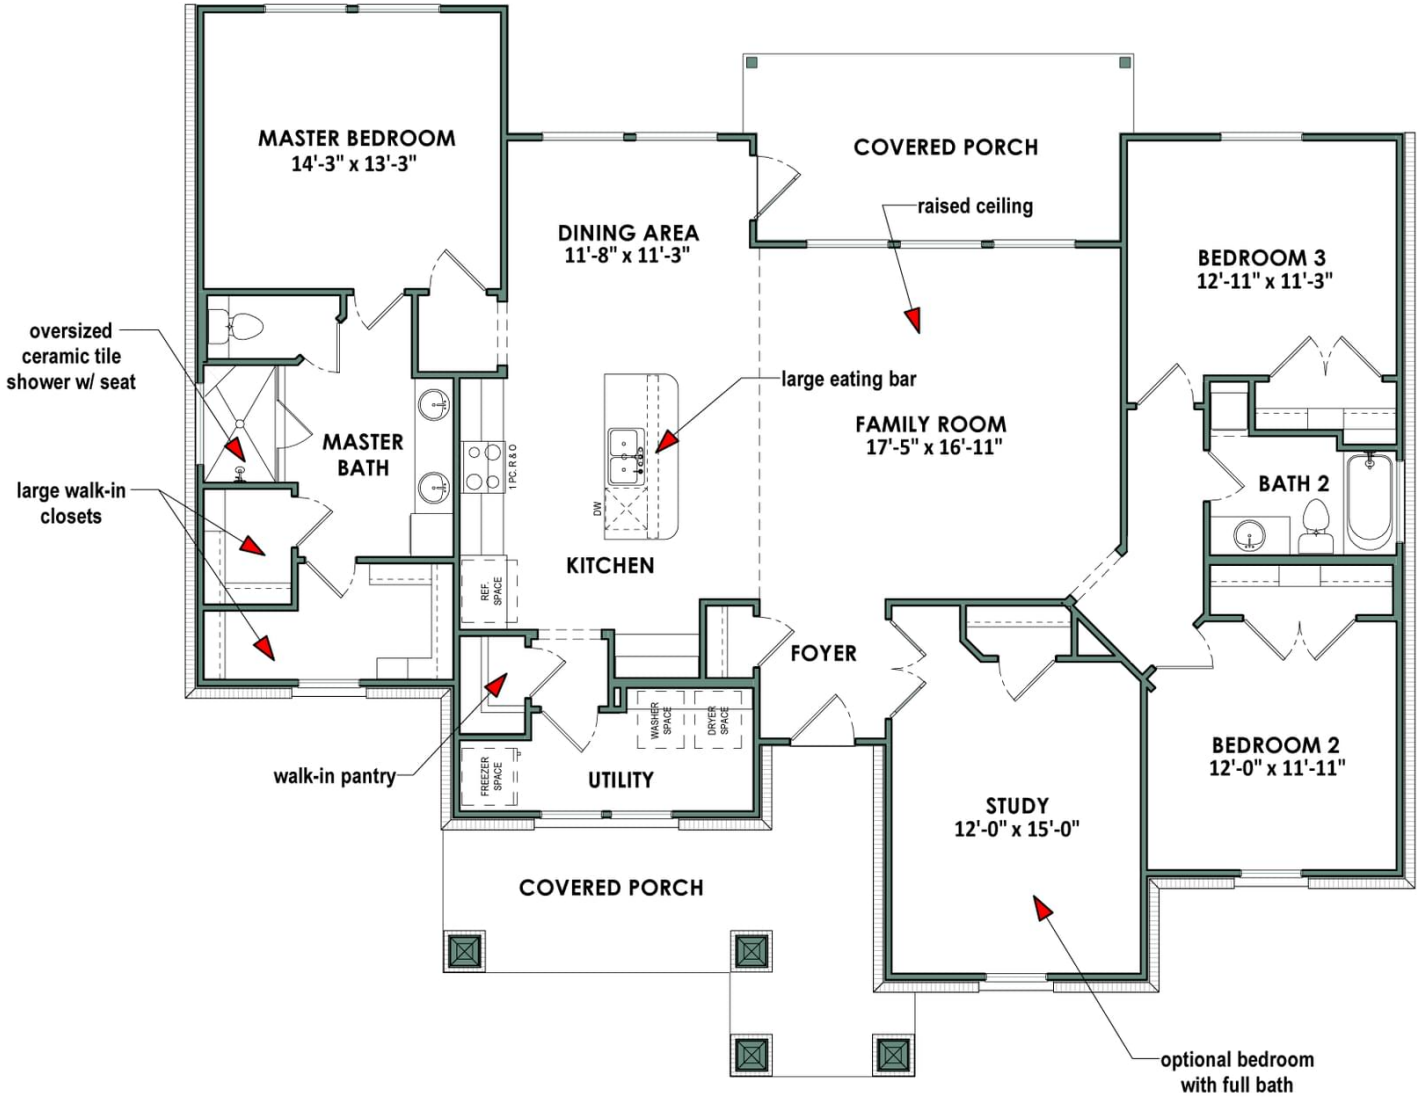 MASTER BEDROOM
14'-3" x 13'-3"
COVERED PORCH
raised ceiling
DINING AREA
11'-8" x 11'-3"
BEDROOM 3
12'-11" x 11'-3"
oversized
ceramic tile
shower w/ seat
large eating bar
FAMILY ROOM
17'-5" x 16'-11"
MASTER
BATH
1 PC. R & O
large walk-in
closets
BATH 2
DW
KITCHEN
REF.
SPACE
FOYER
WASHER
SPACE
DRYER
SPACE
walk-in pantry
FREEZER
SPACE
UTILITY
BEDROOM 2
12'-0" x 11'-11"
STUDY
12'-0" x 15'-0"
COVERED PORCH
optional bedroom
with full bath